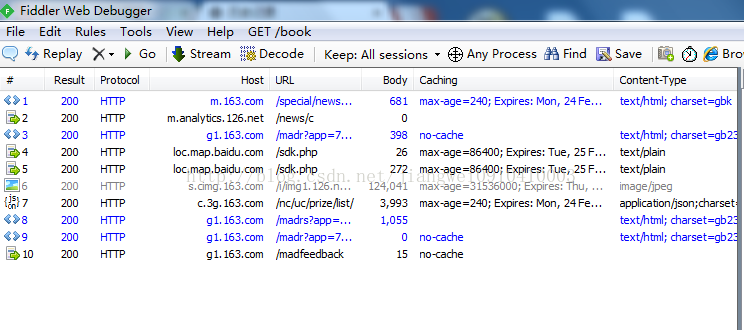 Fiddler Web Debugger
File Edit Rules Tools View Help GET /book
Replay Go Stream Decode Keep: All sessions Any Process Find Save Brow
# Result Protocol Host URL Body Caching Content-Type
1 200 HTTP m.163.com /special/news... 681 max-age=240; Expires: Mon, 24 Fe... text/html; charset=gbk
2 200 HTTP m.analytics.126.net /news/c 0
3 200 HTTP g1.163.com /madr?app=7... 398 no-cache text/html; charset=gb23
4 200 HTTP loc.map.baidu.com /sdk.php 26 max-age=86400; Expires: Tue, 25 F... text/plain
5 200 HTTP loc.map.baidu.com /sdk.php 272 max-age=86400; Expires: Tue, 25 F... text/plain
6 200 HTTP s.cimg.163.com /i/img1.126.n... 124,041 max-age=31536000; Expires: Thu, ... image/jpeg
7 200 HTTP c.3g.163.com /nc/uc/prize/list/ 3,993 max-age=240; Expires: Mon, 24 Fe... application/json;charset=
8 200 HTTP g1.163.com /madrs?app=... 1,055 text/html; charset=gb23
9 200 HTTP g1.163.com /madr?app=7... 0 no-cache text/html; charset=gb23
10 200 HTTP g1.163.com /madfeedback 15 no-cache